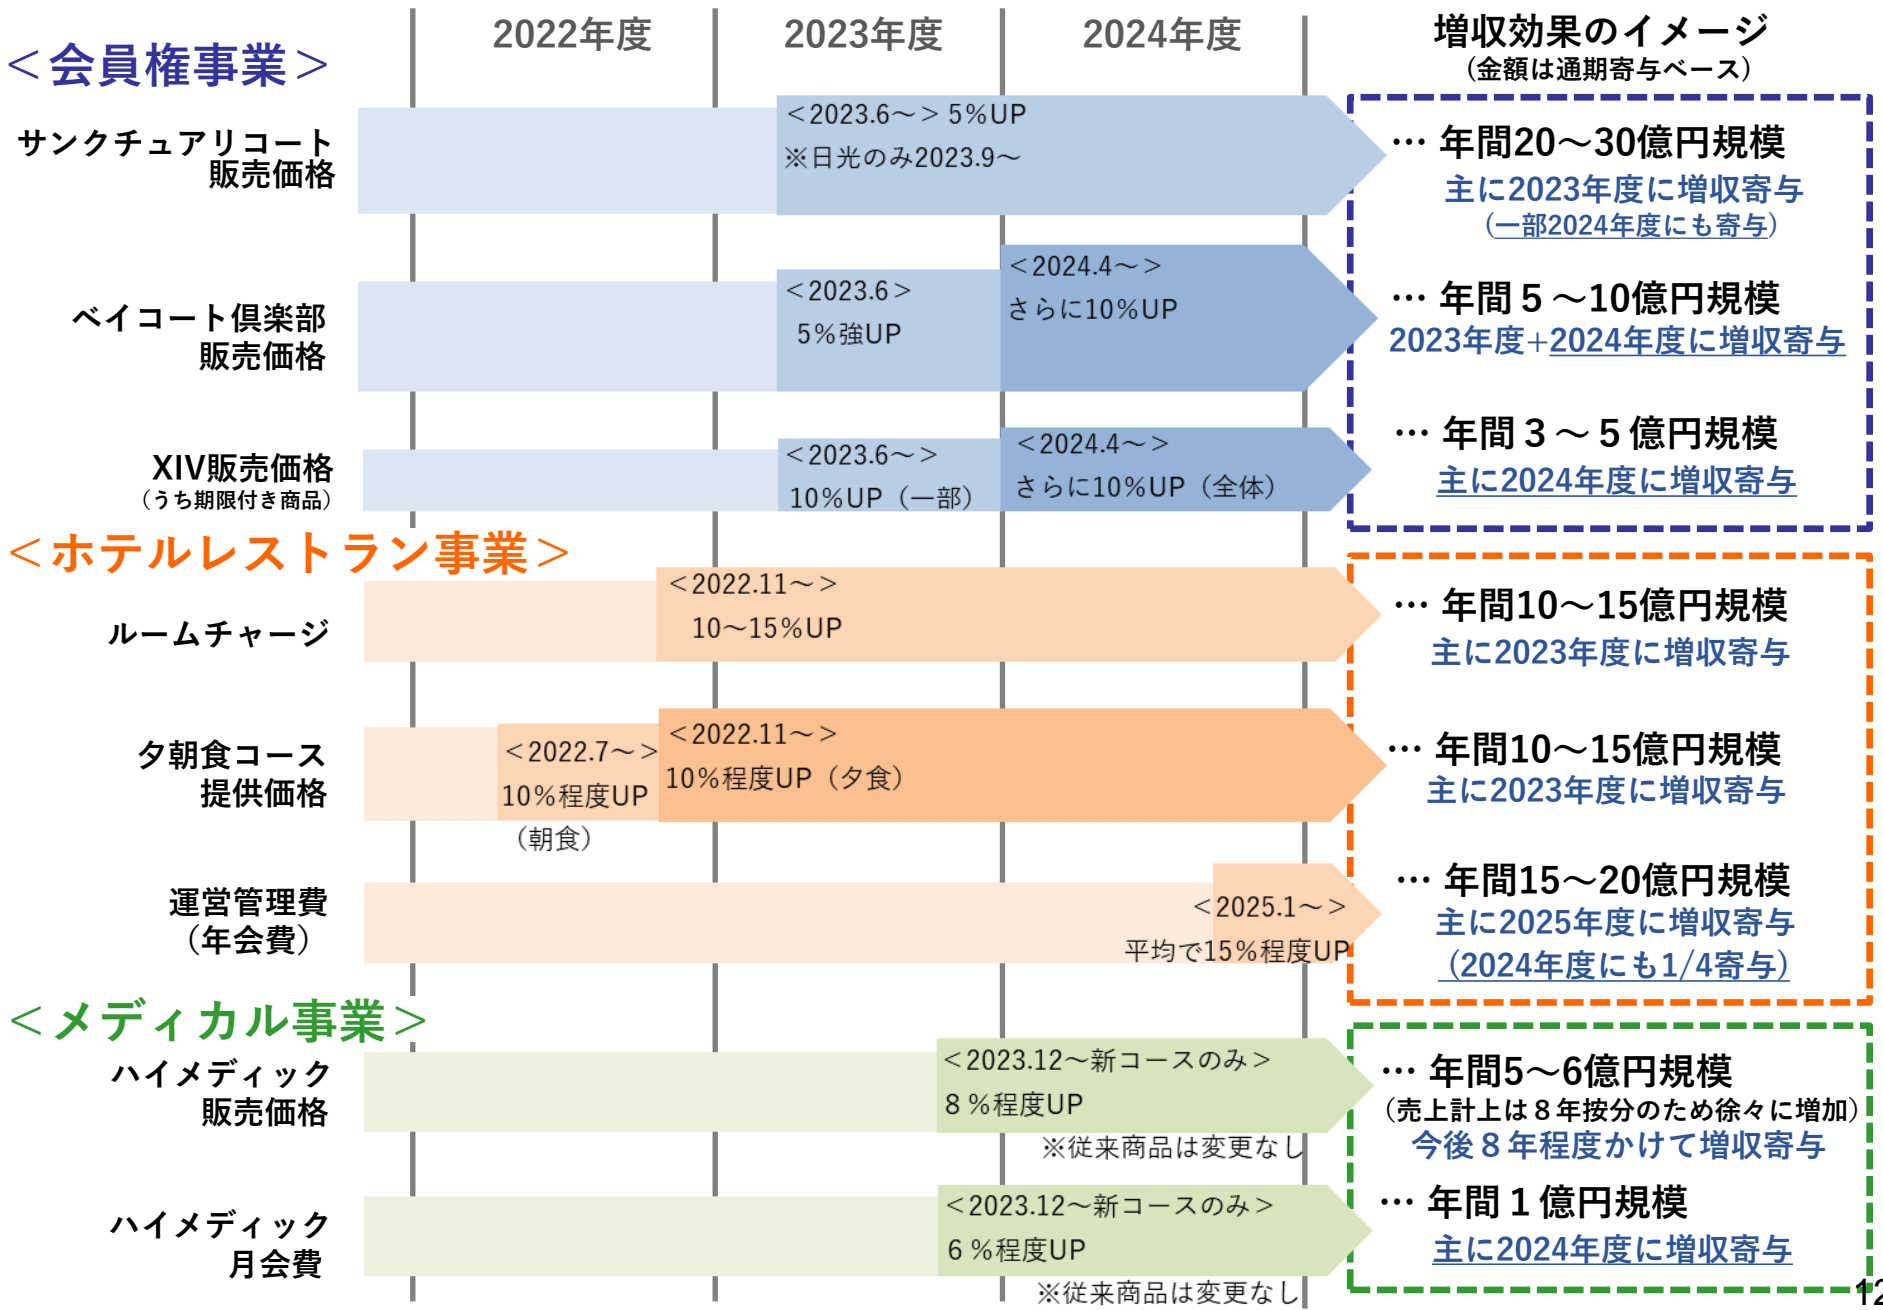 2022年度
2023年度
2024年度
増収効果のイメージ
(金額は通期寄与ベース)
＜会員権事業＞
サンクチュアリコート
販売価格
＜2023.6～＞5%UP
※日光のみ2023.9～
… 年間20～30億円規模
主に2023年度に増収寄与
(一部2024年度にも寄与)
ベイコート倶楽部
販売価格
＜2023.6＞
5%強UP
＜2024.4～＞
さらに10%UP
… 年間５～10億円規模
2023年度+2024年度に増収寄与
XIV販売価格
(うち期限付き商品)
＜2023.6～＞
10%UP（一部）
＜2024.4～＞
さらに10%UP（全体）
… 年間３～５億円規模
主に2024年度に増収寄与
＜ホテルレストラン事業＞
ルームチャージ
＜2022.11～＞
10～15%UP
… 年間10～15億円規模
主に2023年度に増収寄与
夕朝食コース
提供価格
＜2022.7～＞
10%程度UP
（朝食）
＜2022.11～＞
10%程度UP（夕食）
… 年間10～15億円規模
主に2023年度に増収寄与
運営管理費
（年会費）
＜2025.1～＞
平均で15%程度UP
… 年間15～20億円規模
主に2025年度に増収寄与
（2024年度にも1/4寄与）
＜メディカル事業＞
ハイメディック
販売価格
＜2023.12～新コースのみ＞
８%程度UP
※従来商品は変更なし
… 年間5～6億円規模
（売上計上は８年按分のため徐々に増加）
今後８年程度かけて増収寄与
ハイメディック
月会費
＜2023.12～新コースのみ＞
６%程度UP
※従来商品は変更なし
… 年間１億円規模
主に2024年度に増収寄与
12